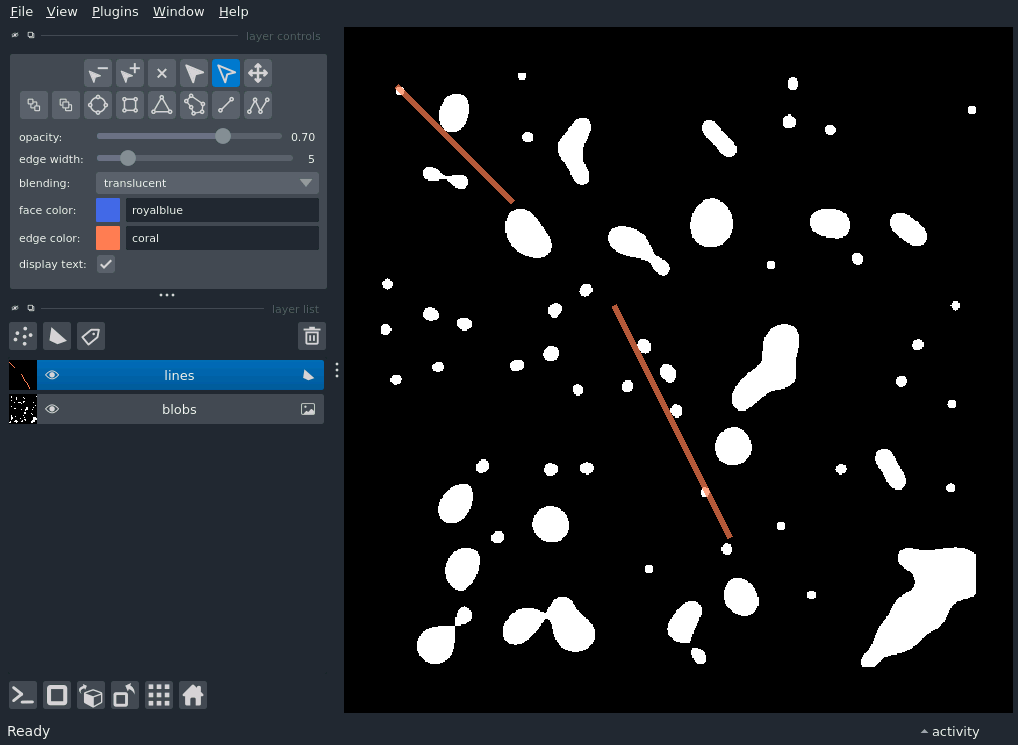 File View Plugins Window Help
layer controls
opacity: 0.70
edge width: 5
blending: translucent
face color: royalblue
edge color: coral
display text:
layer list
lines
blobs
Ready
activity